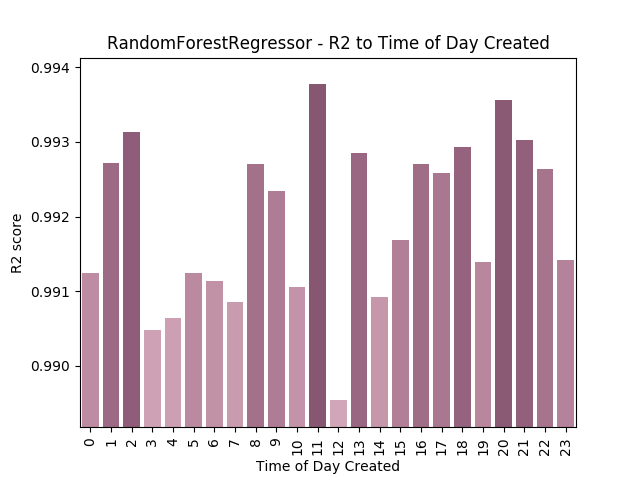 RandomForestRegressor - R2 to Time of Day Created
0.994
0.993
0.992
0.991
0.990
R2 score
0 1 2 3 4 5 6 7 8 9 10 11 12 13 14 15 16 17 18 19 20 21 22 23
Time of Day Created